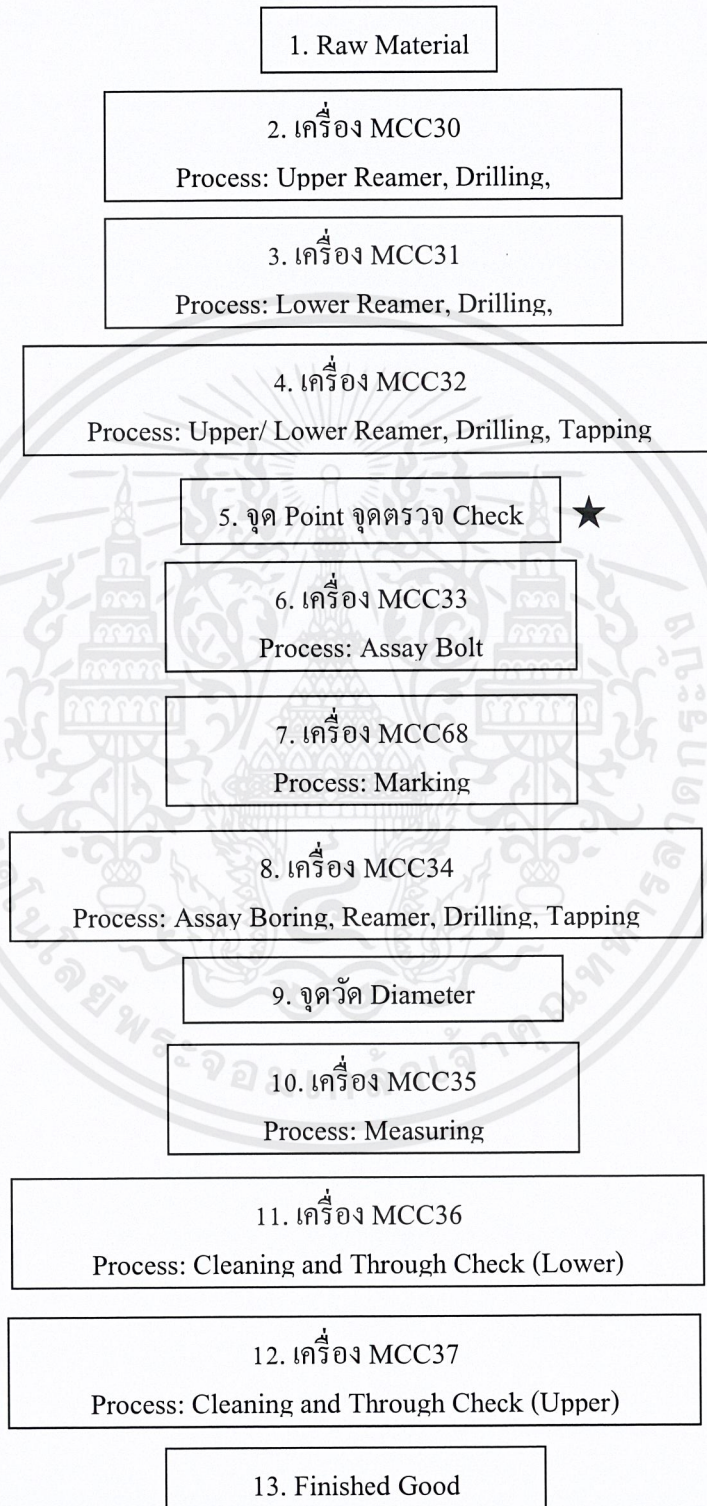 1. Raw Material
2. เครื่อง MCC30
Process: Upper Reamer, Drilling,
3. เครื่อง MCC31
Process: Lower Reamer, Drilling,
4. เครื่อง MCC32
Process: Upper/ Lower Reamer, Drilling, Tapping
5. จุด Point จุดตรวจ Check ★
6. เครื่อง MCC33
Process: Assay Bolt
7. เครื่อง MCC68
Process: Marking
8. เครื่อง MCC34
Process: Assay Boring, Reamer, Drilling, Tapping
9. จุดวัด Diameter
10. เครื่อง MCC35
Process: Measuring
11. เครื่อง MCC36
Process: Cleaning and Through Check (Lower)
12. เครื่อง MCC37
Process: Cleaning and Through Check (Upper)
13. Finished Good